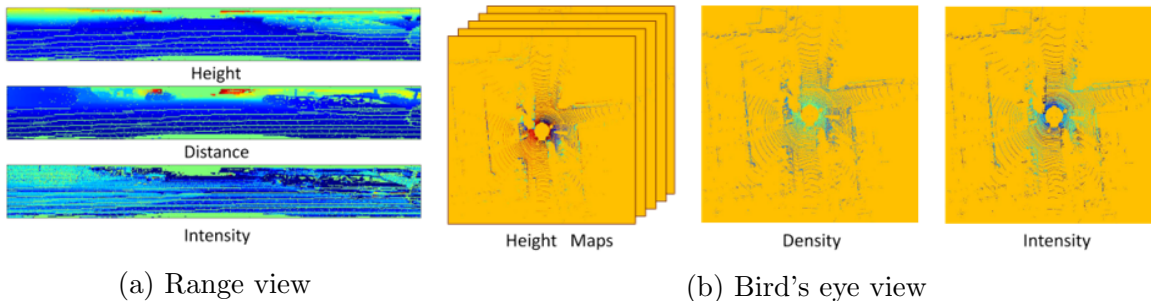 Height
Distance
Intensity
(a) Range view
Height Maps
Density
Intensity
(b) Bird's eye view